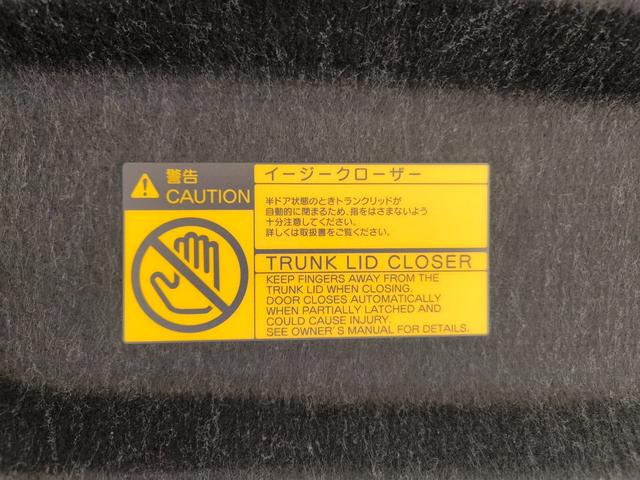 警告
CAUTION
イージークローザー
半ドア状態のときトランクリッドが
自動的に閉まるため、指をはさまないよう
十分注意してください。
詳しくは取扱書をご覧ください。
TRUNK LID CLOSER
KEEP FINGERS AWAY FROM THE
TRUNK LID WHEN CLOSING.
DOOR CLOSES AUTOMATICALLY
WHEN PARTIALLY LATCHED AND
COULD CAUSE INJURY.
SEE OWNER'S MANUAL FOR DETAILS.